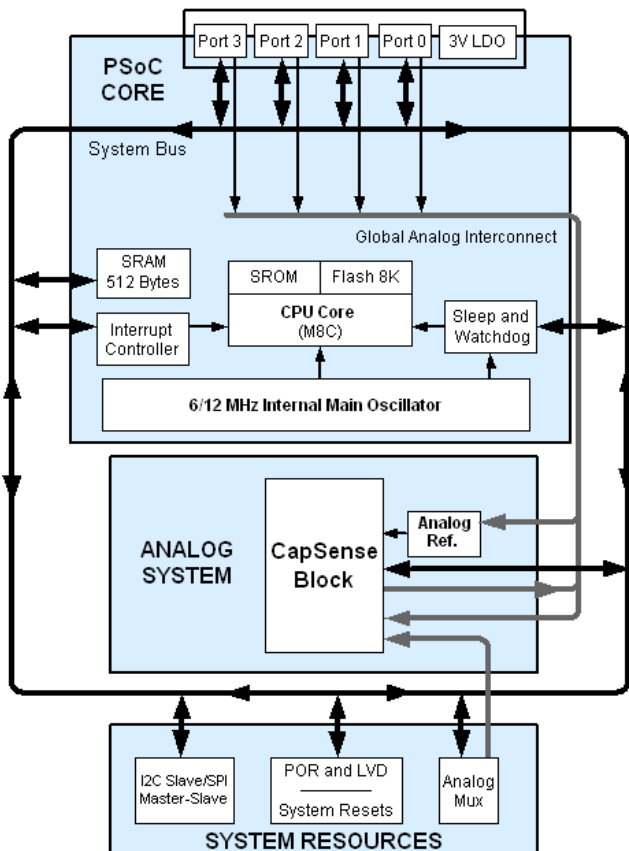 Port 3
Port 2
Port 1
Port 0
3V LDO
PSoC
CORE
System Bus
Global Analog Interconnect
SRAM
512 Bytes
SROM
Flash 8K
CPU Core
(M8C)
Interrupt
Controller
Sleep and
Watchdog
6/12 MHz Internal Main Oscillator
ANALOG
SYSTEM
CapSense
Block
Analog
Ref.
I2C Slave/SPI
Master-Slave
POR and LVD
System Resets
Analog
Mux
SYSTEM RESOURCES